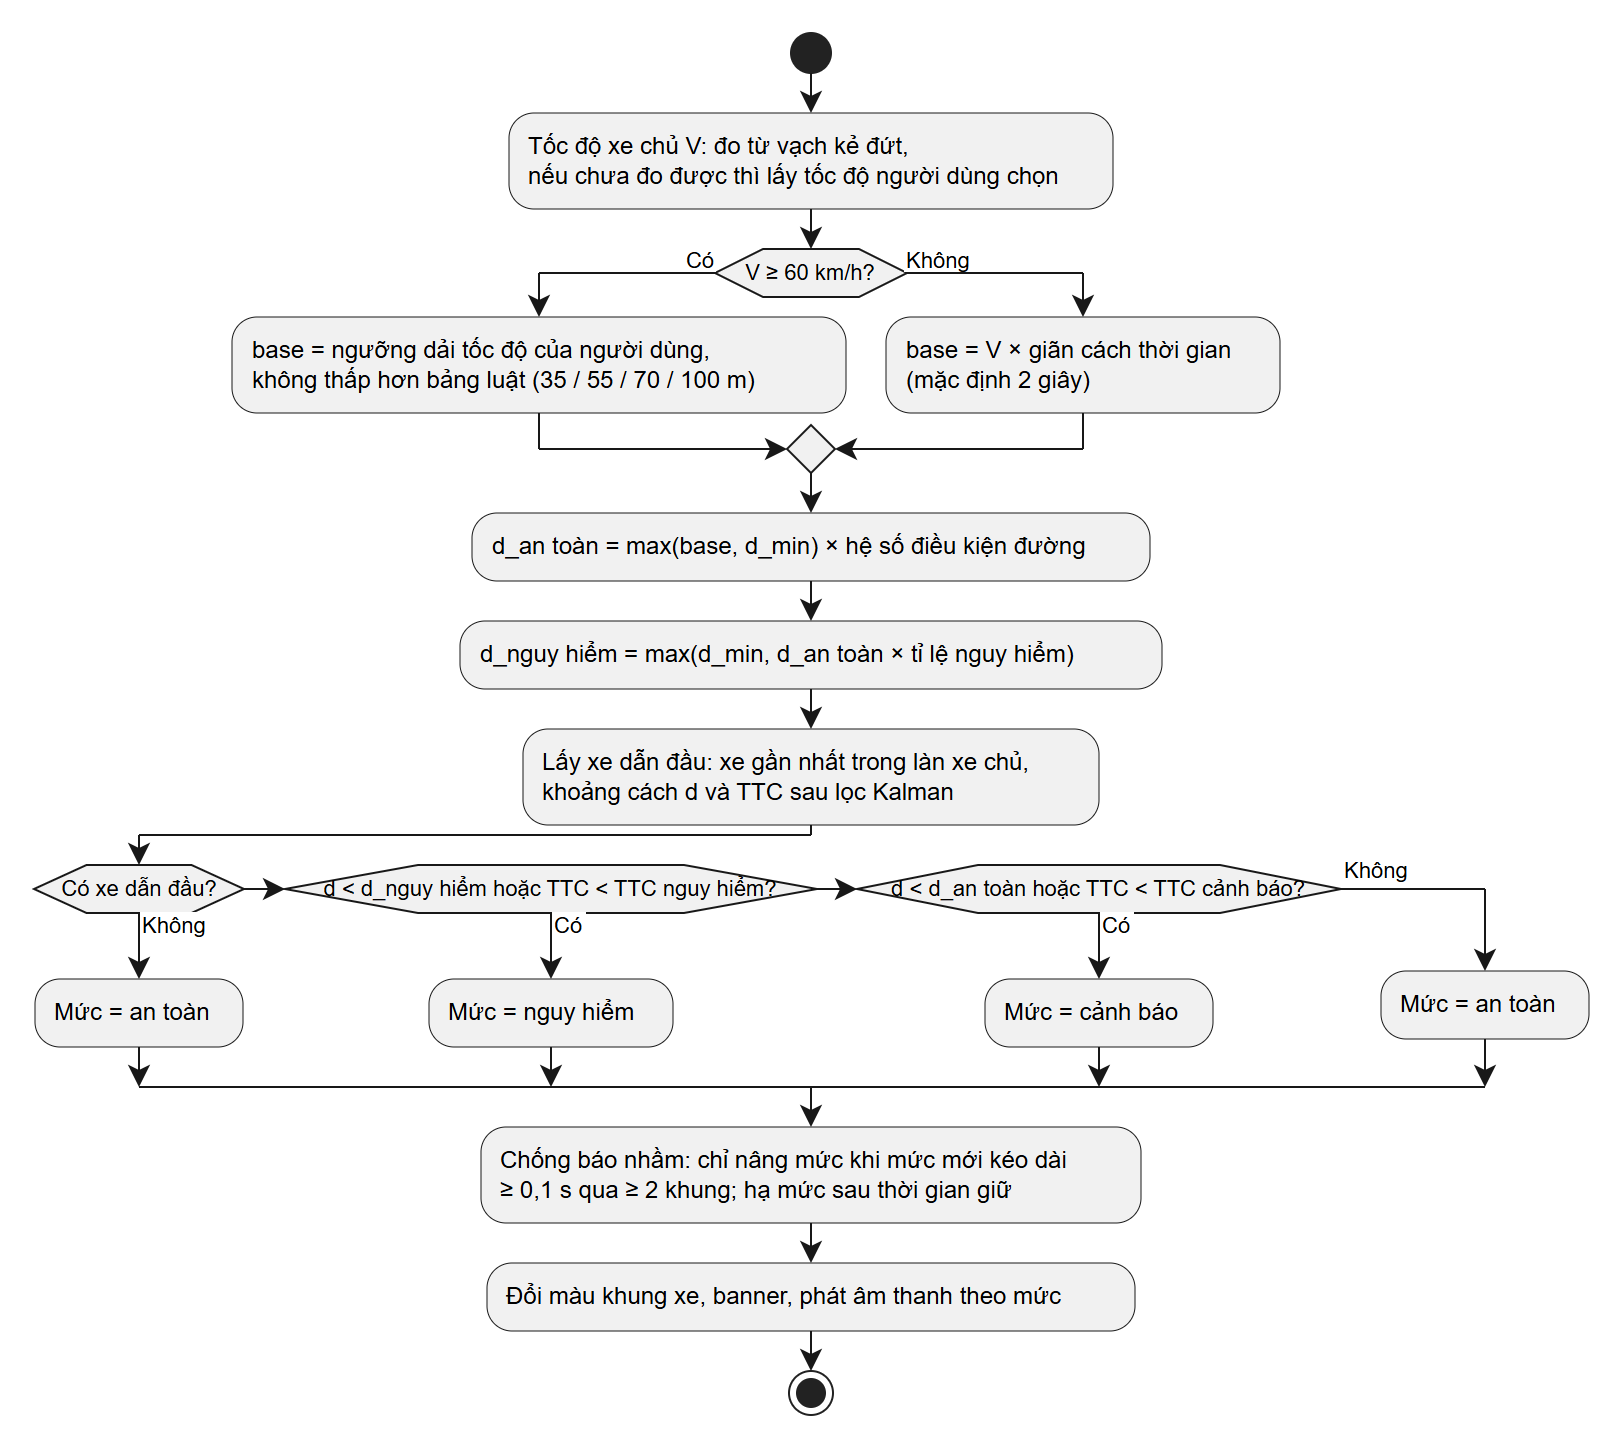 Tốc độ xe chủ V: đo từ vạch kẻ đứt,
nếu chưa đo được thì lấy tốc độ người dùng chọn
Có
V ≥ 60 km/h?
Không
base = ngưỡng dải tốc độ của người dùng,
không thấp hơn bảng luật (35 / 55 / 70 / 100 m)
base = V × giãn cách thời gian
(mặc định 2 giây)
d_an toàn = max(base, d_min) × hệ số điều kiện đường
d_nguy hiểm = max(d_min, d_an toàn × tỉ lệ nguy hiểm)
Lấy xe dẫn đầu: xe gần nhất trong làn xe chủ,
khoảng cách d và TTC sau lọc Kalman
Có xe dẫn đầu?
d < d_nguy hiểm hoặc TTC < TTC nguy hiểm?
d < d_an toàn hoặc TTC < TTC cảnh báo?
Không
Không
Có
Có
Mức = an toàn
Mức = nguy hiểm
Mức = cảnh báo
Mức = an toàn
Chống báo nhầm: chỉ nâng mức khi mức mới kéo dài
≥ 0,1 s qua ≥ 2 khung; hạ mức sau thời gian giữ
Đổi màu khung xe, banner, phát âm thanh theo mức